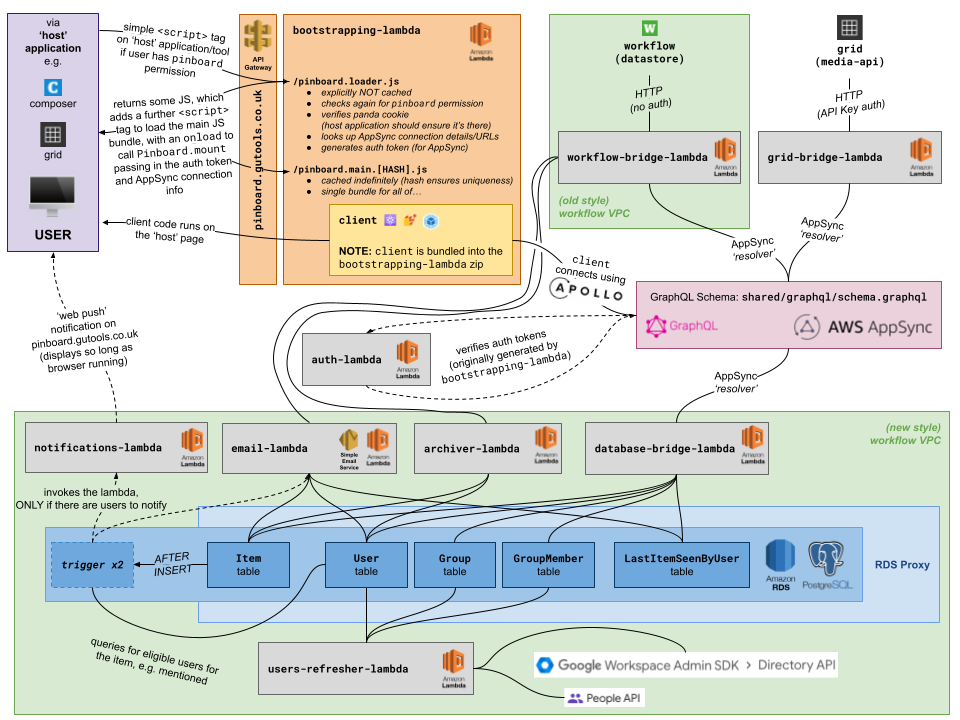 via
‘host’
application
e.g.
composer
grid
USER
simple <script> tag
on ‘host’ application/tool
if user has pinboard
permission
returns some JS, which
adds a further <script>
tag to load the main JS
bundle, with an onload to
call Pinboard.mount
passing in the auth token
and AppSync connection
info
client code runs on
the ‘host’ page
API
Gateway
pinboard.gutools.co.uk
bootstrapping-lambda
Amazon
Lambda
/pinboard.loader.js
● explicitly NOT cached
● checks again for pinboard permission
● verifies panda cookie
(host application should ensure it’s there)
● looks up AppSync connection details/URLs
● generates auth token (for AppSync)
/pinboard.main.[HASH].js
● cached indefinitely (hash ensures uniqueness)
● single bundle for all of…
client
NOTE: client is bundled into the
bootstrapping-lambda zip
W
workflow
(datastore)
HTTP
(no auth)
workflow-bridge-lambda
Amazon
Lambda
(old style)
workflow VPC
grid
(media-api)
HTTP
(API Key auth)
grid-bridge-lambda
Amazon
Lambda
AppSync
‘resolver’
AppSync
‘resolver’
client
connects using
APOLLO
GraphQL Schema: shared/graphql/schema.graphql
GraphQL
AWS AppSync
‘web push’
notification on
pinboard.gutools.co.uk
(displays so long as
browser running)
auth-lambda
Amazon
Lambda
verifies auth tokens
(originally generated by
bootstrapping-lambda)
AppSync
‘resolver’
(new style)
workflow VPC
notifications-lambda
Amazon
Lambda
email-lambda
Simple
Email
Service
Amazon
Lambda
archiver-lambda
Amazon
Lambda
database-bridge-lambda
Amazon
Lambda
invokes the lambda,
ONLY if there are users to notify
trigger x2
AFTER
INSERT
Item
table
User
table
Group
table
GroupMember
table
LastItemSeenByUser
table
Amazon
RDS
PostgreSQL
RDS Proxy
queries for eligible users for
the item, e.g. mentioned
users-refresher-lambda
Amazon
Lambda
Google Workspace Admin SDK > Directory API
People API